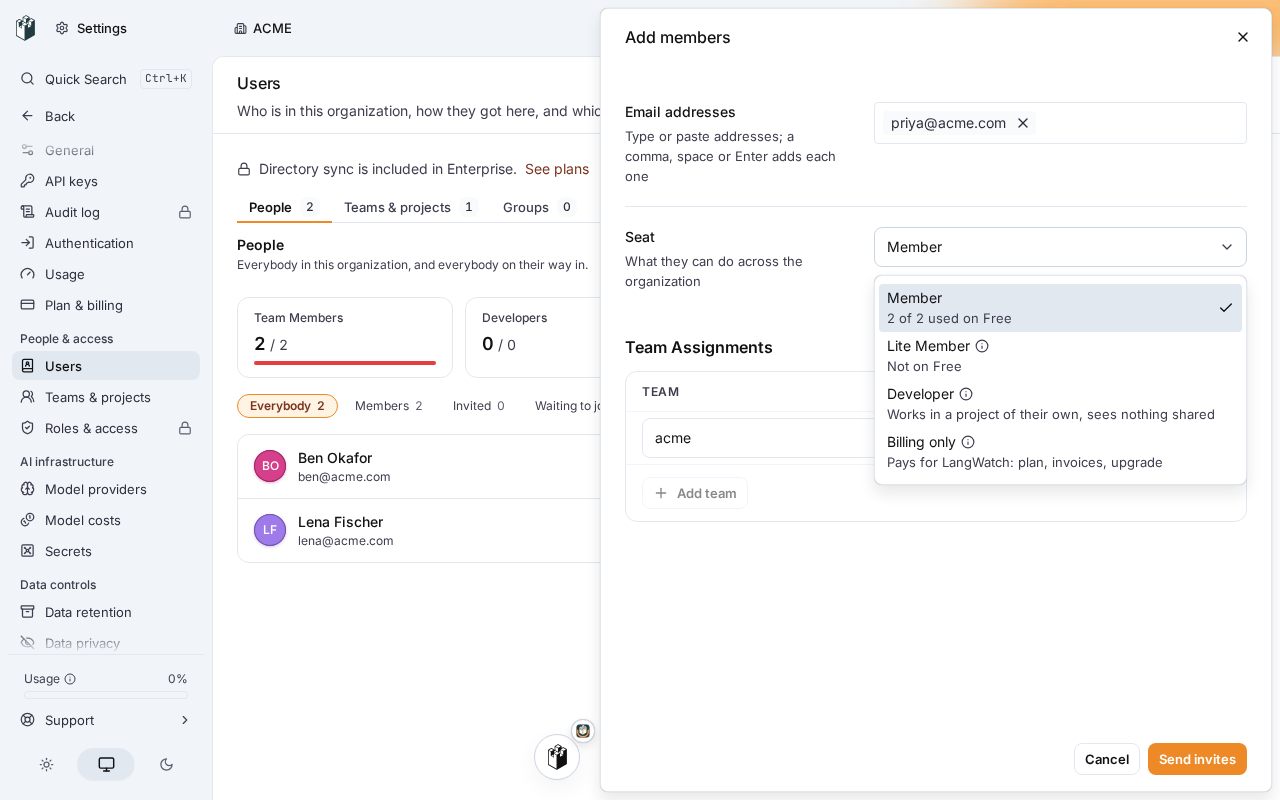 Settings
ACME
Quick Search Ctrl+K
Back
General
API keys
Audit log
Authentication
Usage
Plan & billing
People & access
Users
Teams & projects
Roles & access
AI infrastructure
Model providers
Model costs
Secrets
Data controls
Data retention
Data privacy
Usage 0%
Support
Users
Who is in this organization, how they got here, and whic
Directory sync is included in Enterprise. See plans
People 2 Teams & projects 1 Groups 0
People
Everybody in this organization, and everybody on their way in.
Team Members
2 / 2
Developers
0 / 0
Everybody 2 Members 2 Invited 0 Waiting to jo
BO
Ben Okafor
ben@acme.com
LF
Lena Fischer
lena@acme.com
Add members
Email addresses
Type or paste addresses; a
comma, space or Enter adds each
one
priya@acme.com
Seat
What they can do across the
organization
Member
Member
2 of 2 used on Free
Lite Member
Not on Free
Developer
Works in a project of their own, sees nothing shared
Billing only
Pays for LangWatch: plan, invoices, upgrade
Team Assignments
TEAM
acme
Add team
Cancel
Send invites